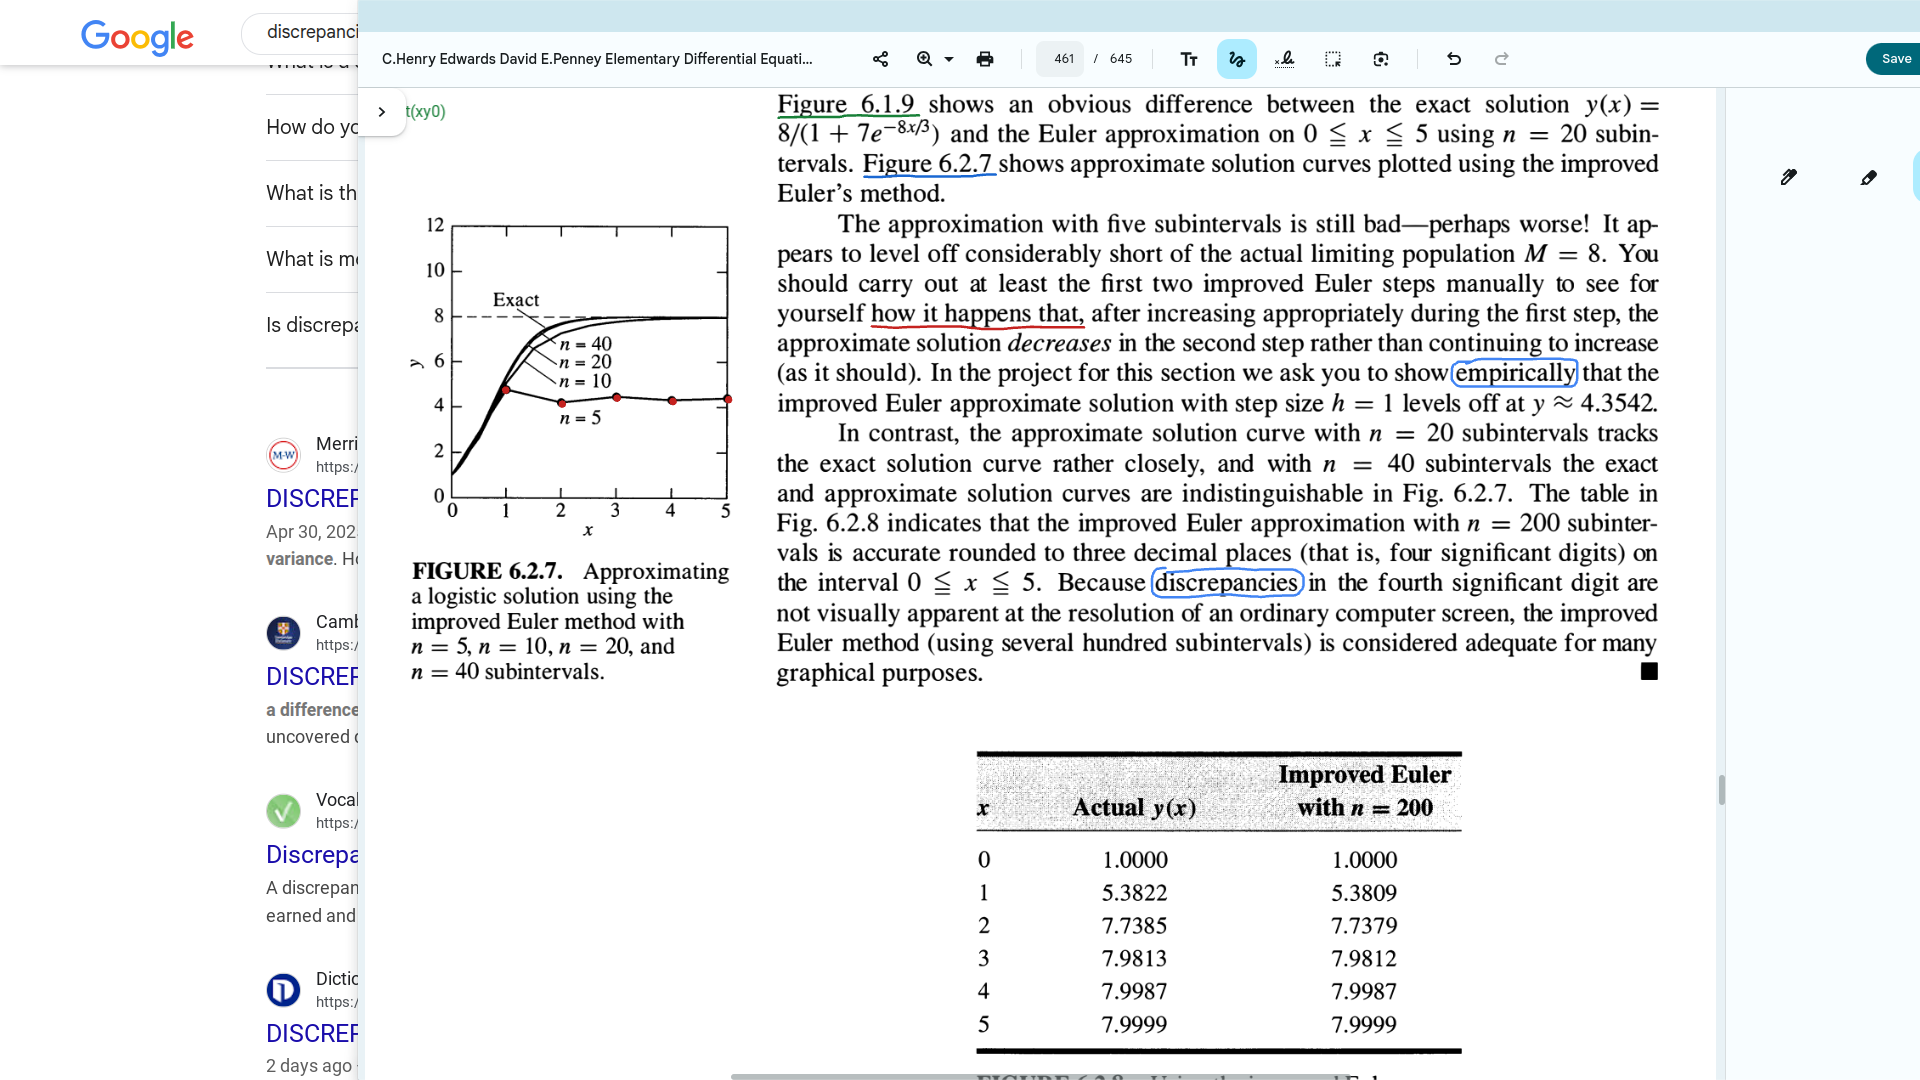 Google
discrepanci
How do yo
What is th
What is m
Is discrepa
Merri
https:/
DISCREP
Apr 30, 202
variance. Ho
Camb
https:/
DISCREP
a difference
uncovered
Vocal
https:/
Discrepa
A discrepan
earned and
Dictio
https:/
DISCREP
2 days ago
C.Henry Edwards David E.Penney Elementary Differential Equati...
461 / 645
Save
t(xy0)
Figure 6.1.9 shows an obvious difference between the exact solution y(x) =
8/(1 + 7e^{−8x/3}) and the Euler approximation on 0 ≦ x ≦ 5 using n = 20 subin-
tervals. Figure 6.2.7 shows approximate solution curves plotted using the improved
Euler's method.
The approximation with five subintervals is still bad—perhaps worse! It ap-
pears to level off considerably short of the actual limiting population M = 8. You
should carry out at least the first two improved Euler steps manually to see for
yourself how it happens that, after increasing appropriately during the first step, the
approximate solution decreases in the second step rather than continuing to increase
(as it should). In the project for this section we ask you to show empirically that the
improved Euler approximate solution with step size h = 1 levels off at y ≈ 4.3542.
In contrast, the approximate solution curve with n = 20 subintervals tracks
the exact solution curve rather closely, and with n = 40 subintervals the exact
and approximate solution curves are indistinguishable in Fig. 6.2.7. The table in
Fig. 6.2.8 indicates that the improved Euler approximation with n = 200 subinter-
vals is accurate rounded to three decimal places (that is, four significant digits) on
the interval 0 ≦ x ≦ 5. Because discrepancies in the fourth significant digit are
not visually apparent at the resolution of an ordinary computer screen, the improved
Euler method (using several hundred subintervals) is considered adequate for many
graphical purposes.
12
10
8
6
4
2
0
y
Exact
n = 40
n = 20
n = 10
n = 5
0 1 2 3 4 5
x
FIGURE 6.2.7. Approximating
a logistic solution using the
improved Euler method with
n = 5, n = 10, n = 20, and
n = 40 subintervals.
Improved Euler
x Actual y(x) with n = 200
0 1.0000 1.0000
1 5.3822 5.3809
2 7.7385 7.7379
3 7.9813 7.9812
4 7.9987 7.9987
5 7.9999 7.9999